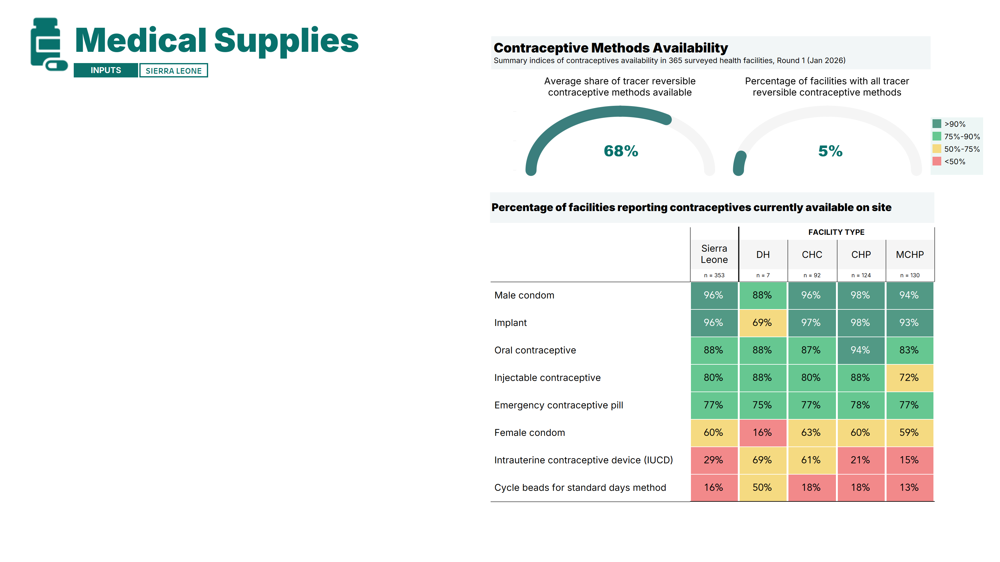 Medical Supplies
INPUTS
SIERRA LEONE
Contraceptive Methods Availability
Summary indices of contraceptives availability in 365 surveyed health facilities, Round 1 (Jan 2026)
Average share of tracer reversible
contraceptive methods available
68%
Percentage of facilities with all tracer
reversible contraceptive methods
5%
>90%
75%-90%
50%-75%
<50%
Percentage of facilities reporting contraceptives currently available on site
FACILITY TYPE
Sierra
Leone
DH
CHC
CHP
MCHP
n = 353
n = 7
n = 92
n = 124
n = 130
Male condom 96% 88% 96% 98% 94%
Implant 96% 69% 97% 98% 93%
Oral contraceptive 88% 88% 87% 94% 83%
Injectable contraceptive 80% 88% 80% 88% 72%
Emergency contraceptive pill 77% 75% 77% 78% 77%
Female condom 60% 16% 63% 60% 59%
Intrauterine contraceptive device (IUCD) 29% 69% 61% 21% 15%
Cycle beads for standard days method 16% 50% 18% 18% 13%